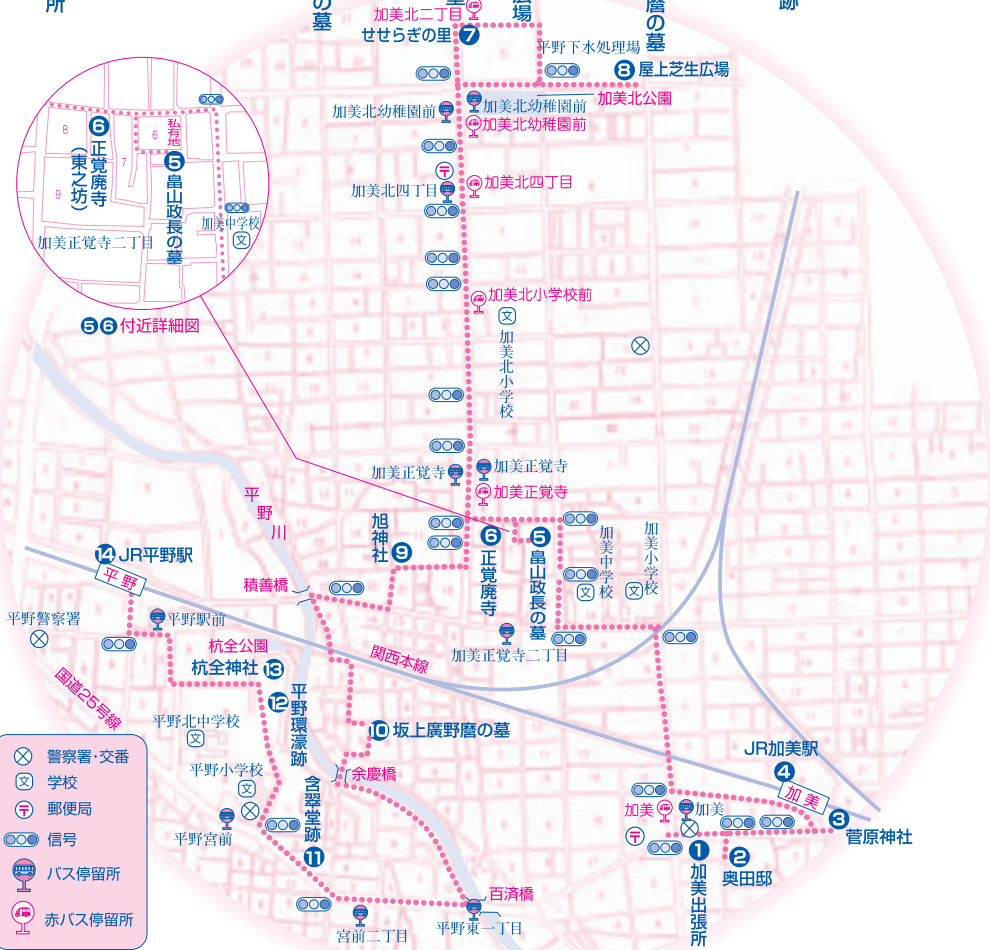 所
の墓
里
広場
麿の墓
跡
加美北二丁目
せせらぎの里
7
平野下水処理場
8 屋上芝生広場
加美北公園
加美北幼稚園前
加美北幼稚園前
加美北幼稚園前
加美北四丁目
加美北四丁目
8
6
正覚廃寺
（東之坊）
私有地
6
7
9
5
畠山政長の墓
加美中学校
文
加美正覚寺二丁目
56付近詳細図
加美北小学校前
文
加美北小学校
加美正覚寺
加美正覚寺
加美正覚寺
平野川
旭神社
9
6
正覚廃寺
5
畠山政長の墓
加美中学校
文
加美小学校
文
14 JR平野駅
平野
積善橋
平野警察署
平野駅前
杭全公園
杭全神社 13
関西本線
加美正覚寺二丁目
国道25号線
12
平野環濠跡
平野北中学校
文
10 坂上廣野麿の墓
平野小学校
文
余慶橋
含翠堂跡
11
平野宮前
JR加美駅
4
加美
3
菅原神社
加美
加美
1
加美出張所
2
奥田邸
百済橋
平野東一丁目
宮前二丁目
警察署・交番
文 学校
郵便局
信号
バス停留所
赤バス停留所